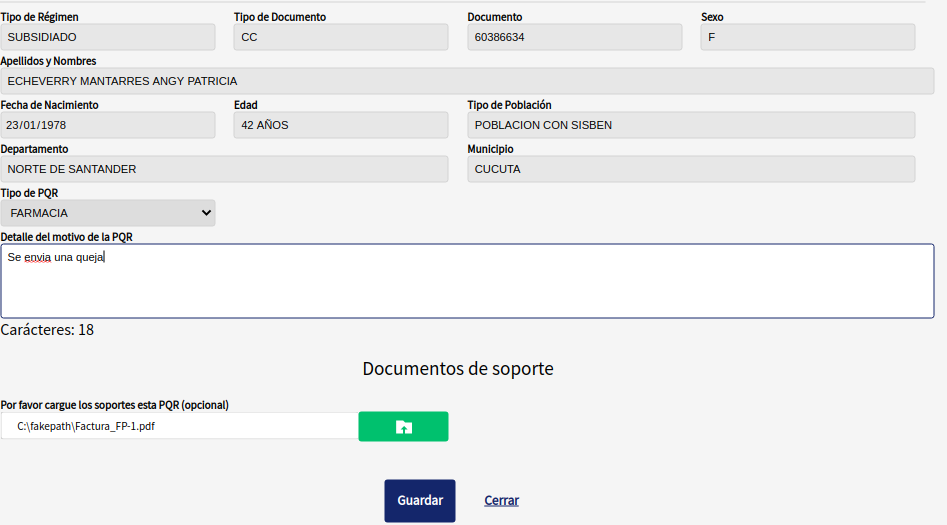 Tipo de Régimen Tipo de Documento Documento Sexo
SUBSIDIADO CC 60386634 F
Apellidos y Nombres
ECHEVERRY MANTARRES ANGY PATRICIA
Fecha de Nacimiento Edad Tipo de Población
23/01/1978 42 AÑOS POBLACION CON SISBEN
Departamento Municipio
NORTE DE SANTANDER CUCUTA
Tipo de PQR
FARMACIA
Detalle del motivo de la PQR
Se envia una queja
Carácteres: 18
Documentos de soporte
Por favor cargue los soportes esta PQR (opcional)
C:\fakepath\Factura_FP-1.pdf
Guardar Cerrar